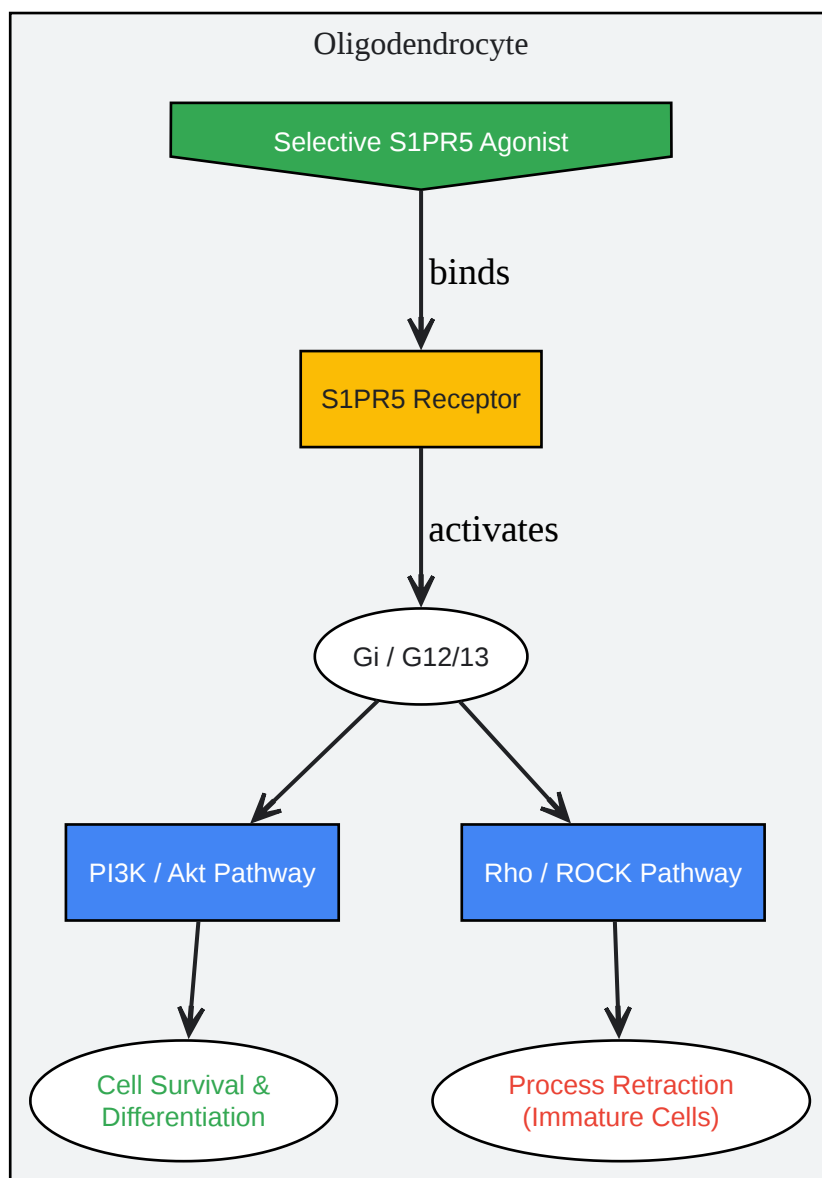 Oligodendrocyte
Selective S1PR5 Agonist
binds
S1PR5 Receptor
activates
Gi / G12/13
PI3K / Akt Pathway
Rho / ROCK Pathway
Cell Survival &
Differentiation
Process Retraction
(Immature Cells)